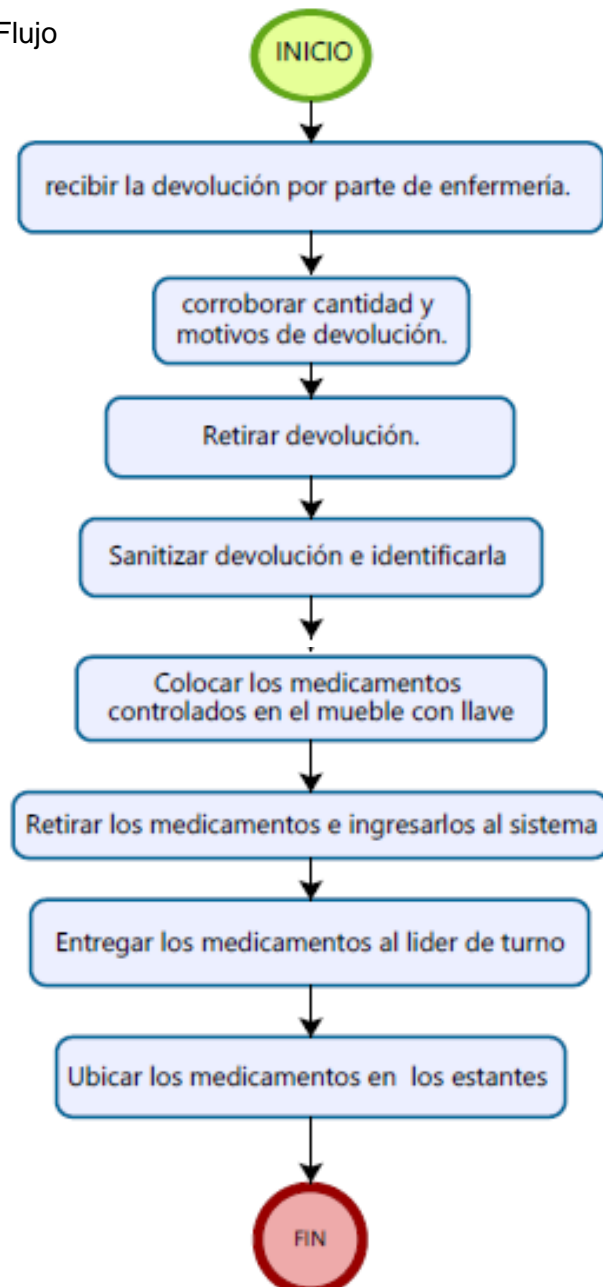 Flujo
INICIO
recibir la devolución por parte de enfermería.
corroborar cantidad y
motivos de devolución.
Retirar devolución.
Sanitizar devolución e identificarla
Colocar los medicamentos
controlados en el mueble con llave
Retirar los medicamentos e ingresarlos al sistema
Entregar los medicamentos al lider de turno
Ubicar los medicamentos en los estantes
FIN